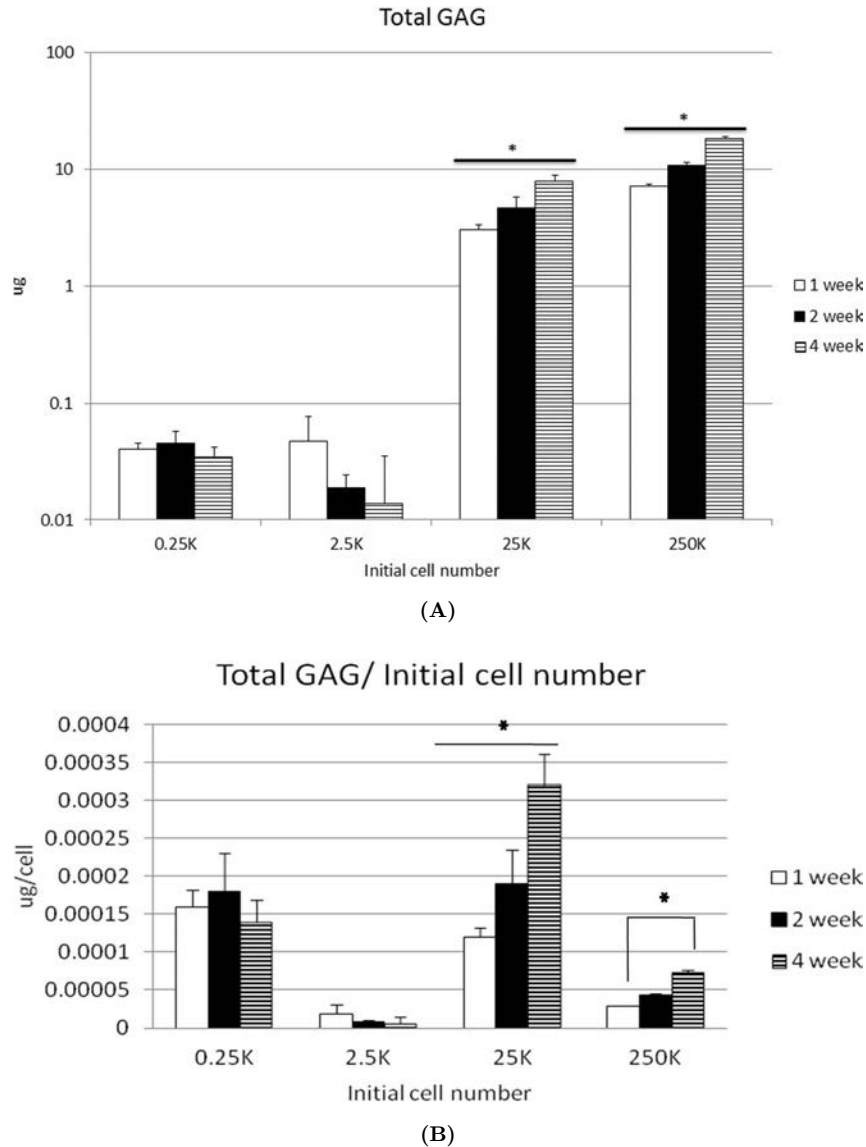 Total GAG
100
10
1
0.1
0.01
ug
*
*
0.25K 2.5K 25K 250K
Initial cell number
1 week
2 week
4 week
(A)
Total GAG/ Initial cell number
0.0004
0.00035
0.0003
0.00025
0.0002
0.00015
0.0001
0.00005
0
ug/cell
*
*
0.25K 2.5K 25K 250K
Initial cell number
1 week
2 week
4 week
(B)